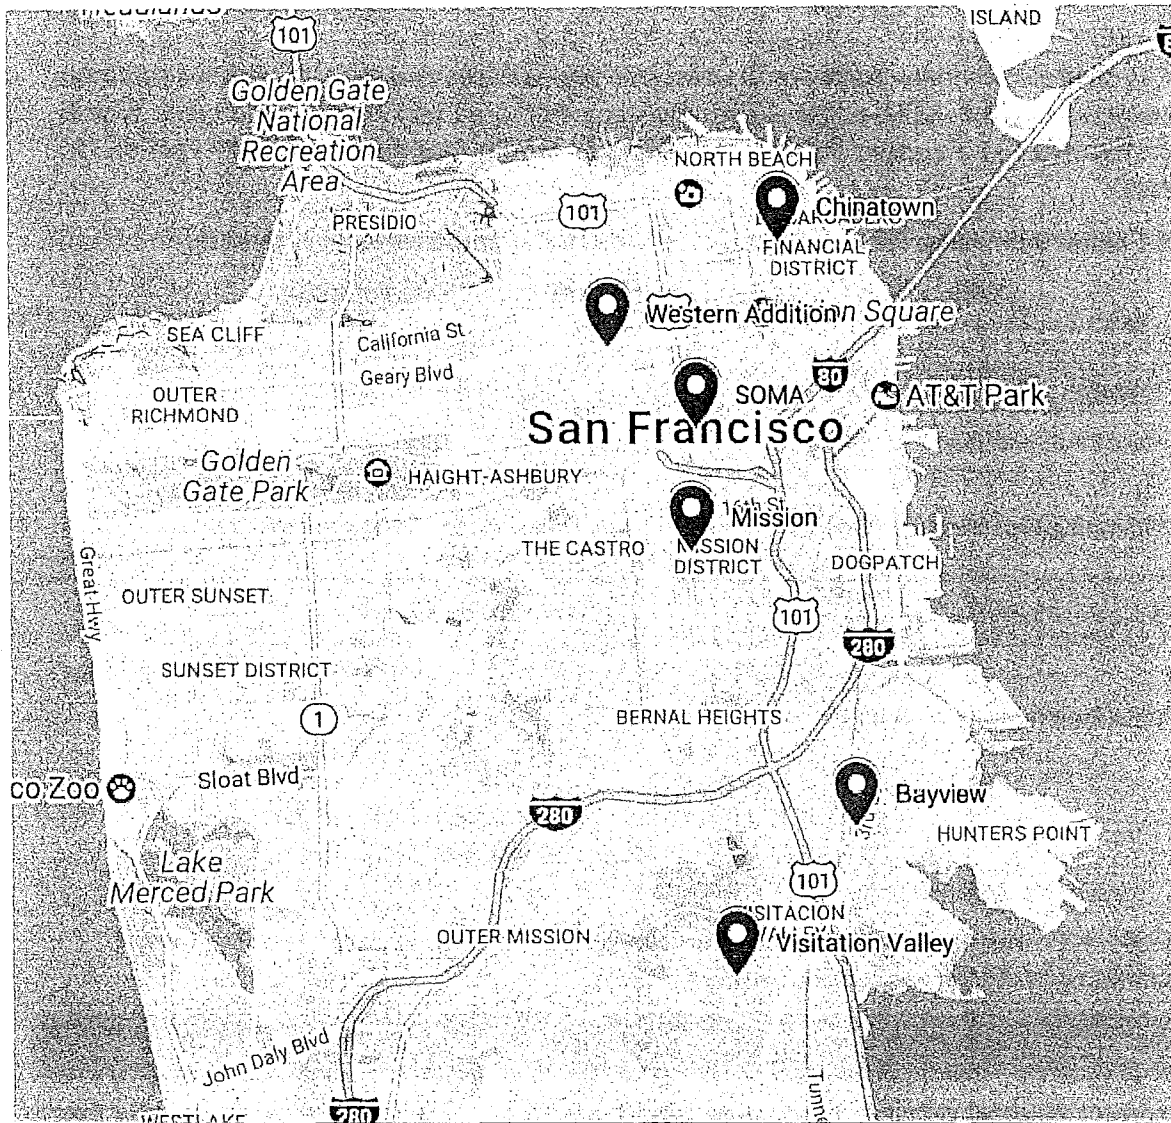 ISLAND
101
Golden Gate
National
Recreation
Area
NORTH BEACH
101
Chinatown
PRESIDIO
FINANCIAL
DISTRICT
Western Addition
Square
SEA CLIFF
California St
Geary Blvd
80
SOMA
AT&T Park
OUTER
RICHMOND
San Francisco
Golden
Gate Park
HAIGHT-ASHBURY
Mission
THE CASTRO
MISSION
DISTRICT
DOGPATCH
Great Hwy
OUTER SUNSET
101
280
SUNSET DISTRICT
1
BERNAL HEIGHTS
Sloat Blvd
co Zoo
280
Bayview
HUNTERS POINT
Lake
Merced Park
101
ISITACION
OUTER MISSION
Visitation Valley
John Daly Blvd
280